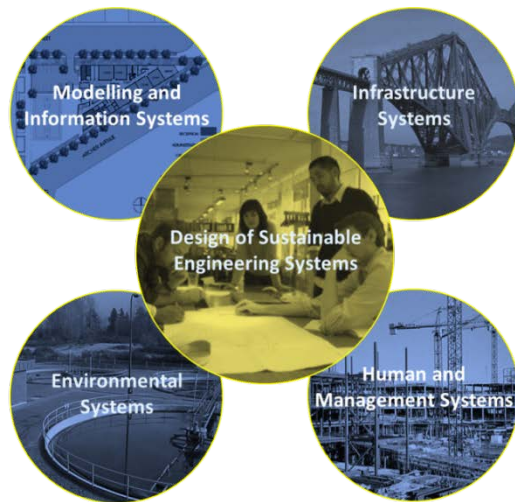 Modelling and
Information Systems
Infrastructure
Systems
Design of Sustainable
Engineering Systems
Environmental
Systems
Human and
Management Systems